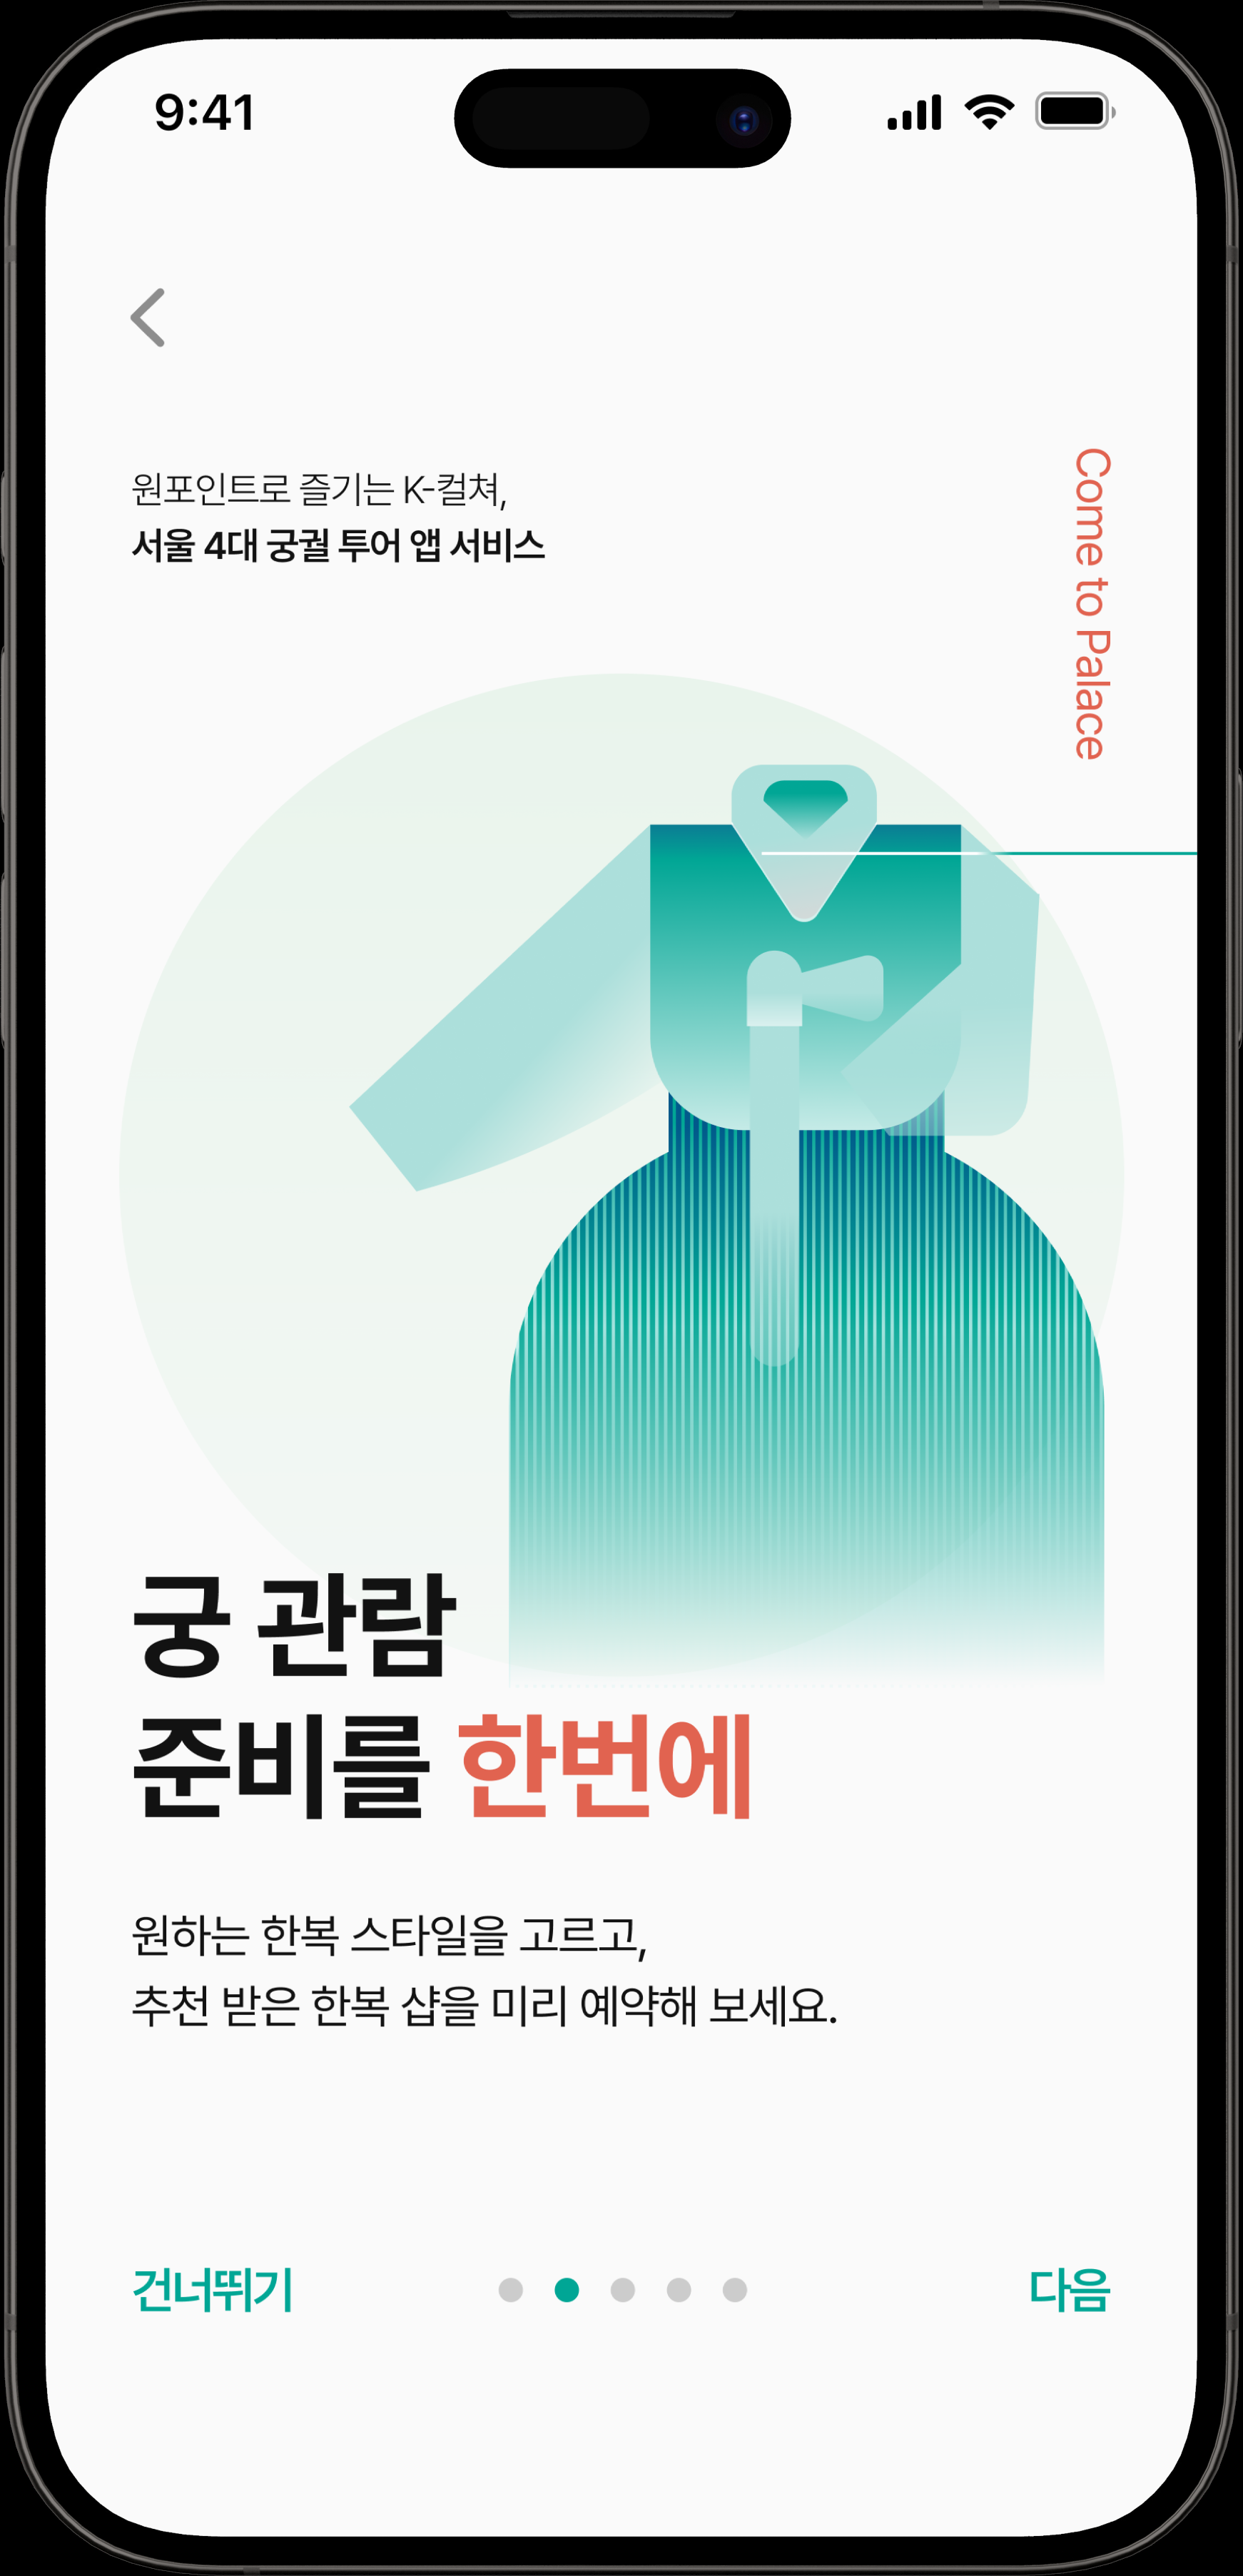 9:41
원포인트로 즐기는 K-컬쳐,
서울 4대 궁궐 투어 앱 서비스
Come to Palace
궁 관람
준비를 한번에
원하는 한복 스타일을 고르고,
추천 받은 한복 샵을 미리 예약해 보세요.
건너뛰기
다음